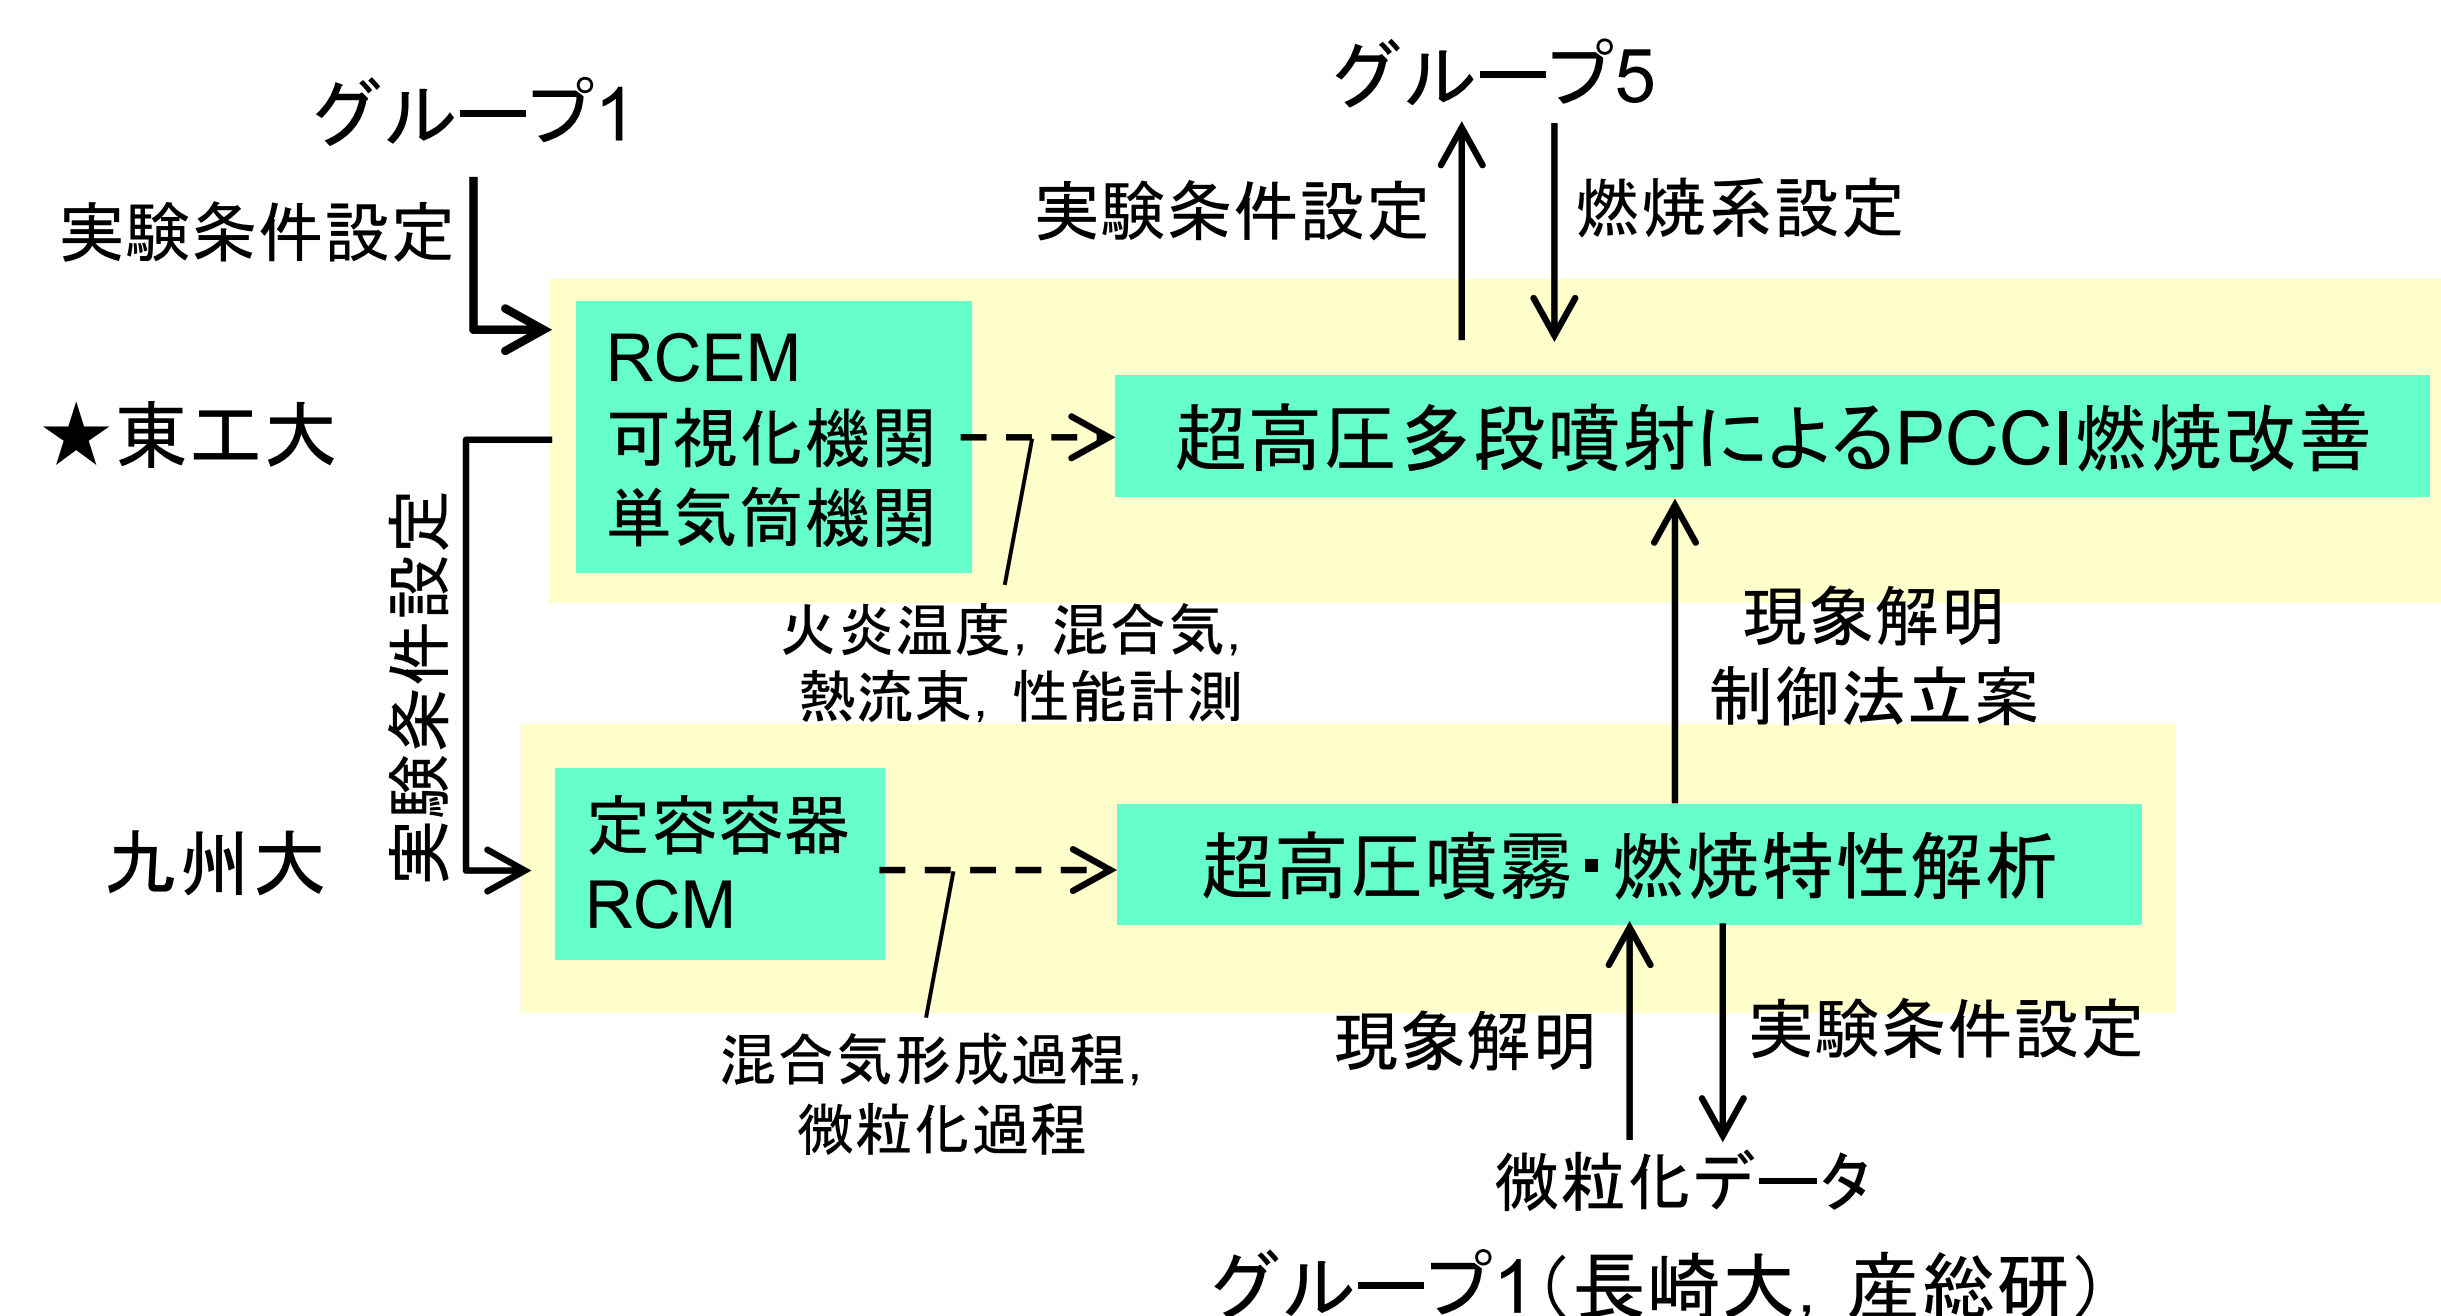 グループ5
グループ1
実験条件設定
実験条件設定
燃焼系設定
RCEM
可視化機関
単気筒機関
★東工大
超高圧多段噴射によるPCCI燃焼改善
実験条件設定
火炎温度，混合気，
熱流束，性能計測
現象解明
制御法立案
九州大
定容容器
RCM
超高圧噴霧・燃焼特性解析
混合気形成過程，
微粒化過程
現象解明
実験条件設定
微粒化データ
グループ1（長崎大，産総研）